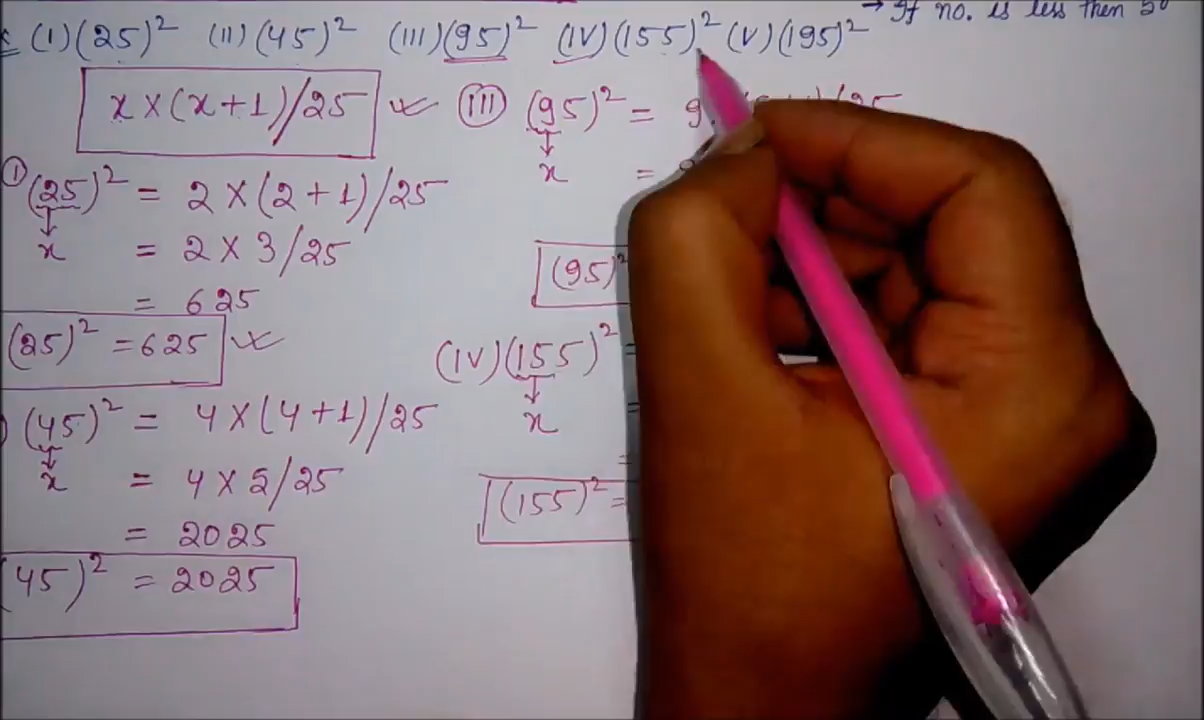 (I)(25)² (II)(45)² (III)(95)² (IV)(155)² (V)(195)²
→ If no. is less then 50
x×(x+1)/25
(I) (25)² = 2×(2+1)/25
x = 2×3/25
= 625
(25)² = 625
(45)² = 4×(4+1)/25
x = 4×5/25
= 2025
(45)² = 2025
(III) (95)² = 9
x =
(95)²
(IV)(155)² =
x =
=
(155)² =